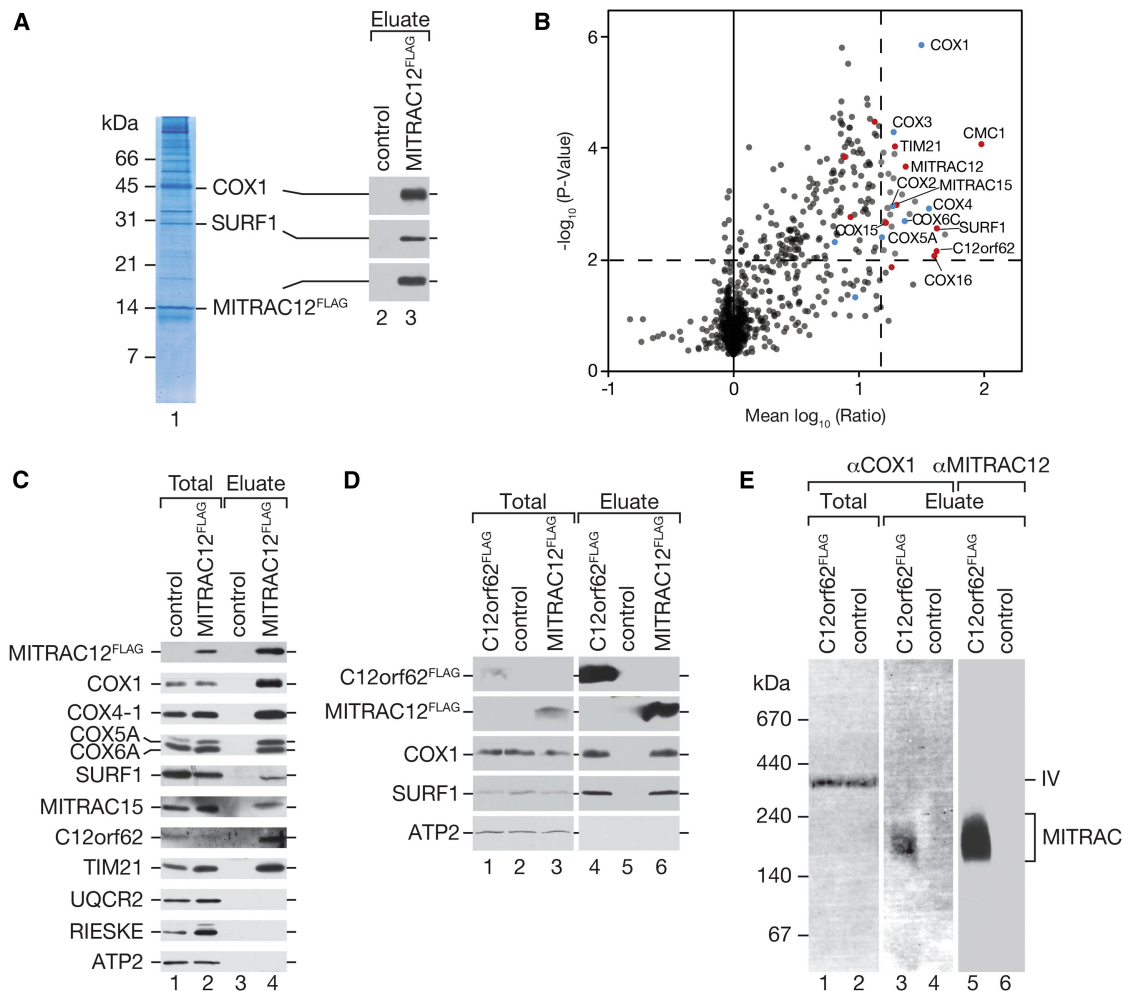 A
Eluate
control
MITRAC12FLAG
kDa
66
45
31
21
14
7
COX1
SURF1
MITRAC12FLAG
1
2 3
B
6
4
2
0
-log10 (P-Value)
COX1
COX3
CMC1
TIM21
MITRAC12
COX2
MITRAC15
COX4
COX6C
COX15
SURF1
COX5A
C12orf62
COX16
-1 0 1 2
Mean log10 (Ratio)
C
Total Eluate
control
MITRAC12FLAG
control
MITRAC12FLAG
MITRAC12FLAG
COX1
COX4-1
COX5A
COX6A
SURF1
MITRAC15
C12orf62
TIM21
UQCR2
RIESKE
ATP2
1 2 3 4
D
Total Eluate
C12orf62FLAG
control
MITRAC12FLAG
C12orf62FLAG
control
MITRAC12FLAG
C12orf62FLAG
MITRAC12FLAG
COX1
SURF1
ATP2
1 2 3 4 5 6
E
αCOX1 αMITRAC12
Total Eluate
C12orf62FLAG
control
C12orf62FLAG
control
C12orf62FLAG
control
kDa
670
440
240
140
67
IV
MITRAC
1 2 3 4 5 6